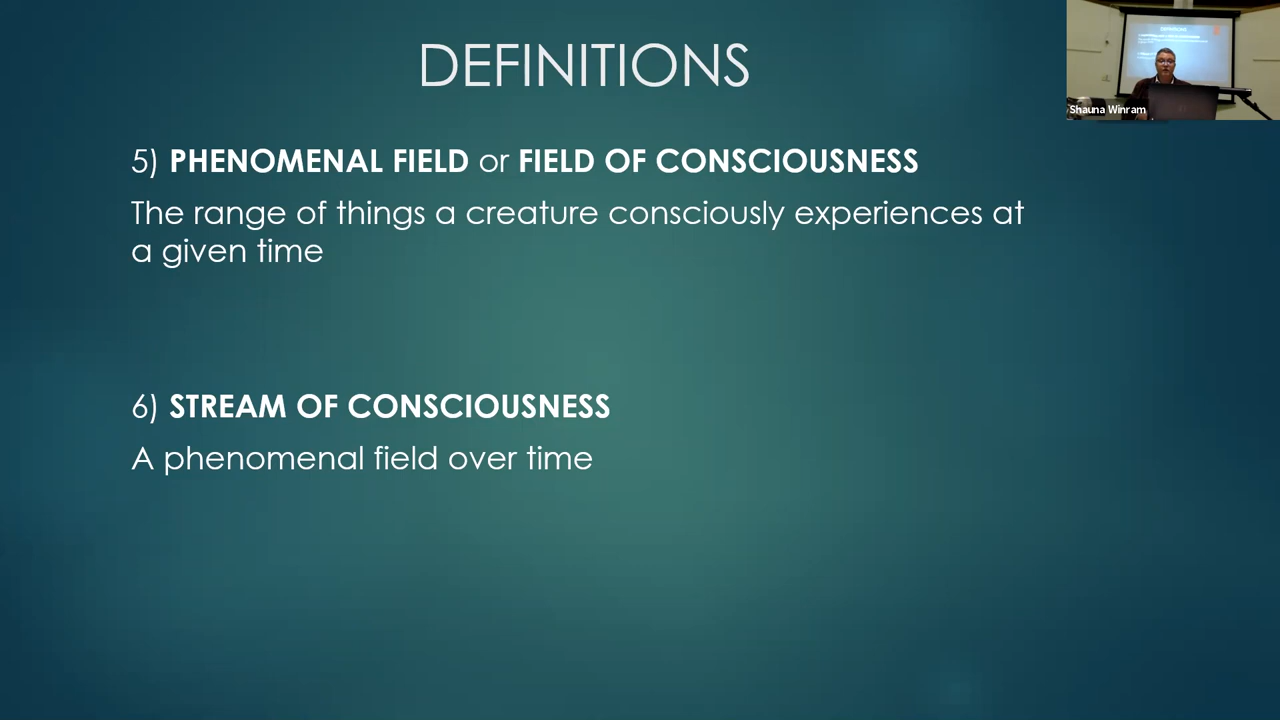 DEFINITIONS
Shauna Winram
5) PHENOMENAL FIELD or FIELD OF CONSCIOUSNESS
The range of things a creature consciously experiences at
a given time
6) STREAM OF CONSCIOUSNESS
A phenomenal field over time